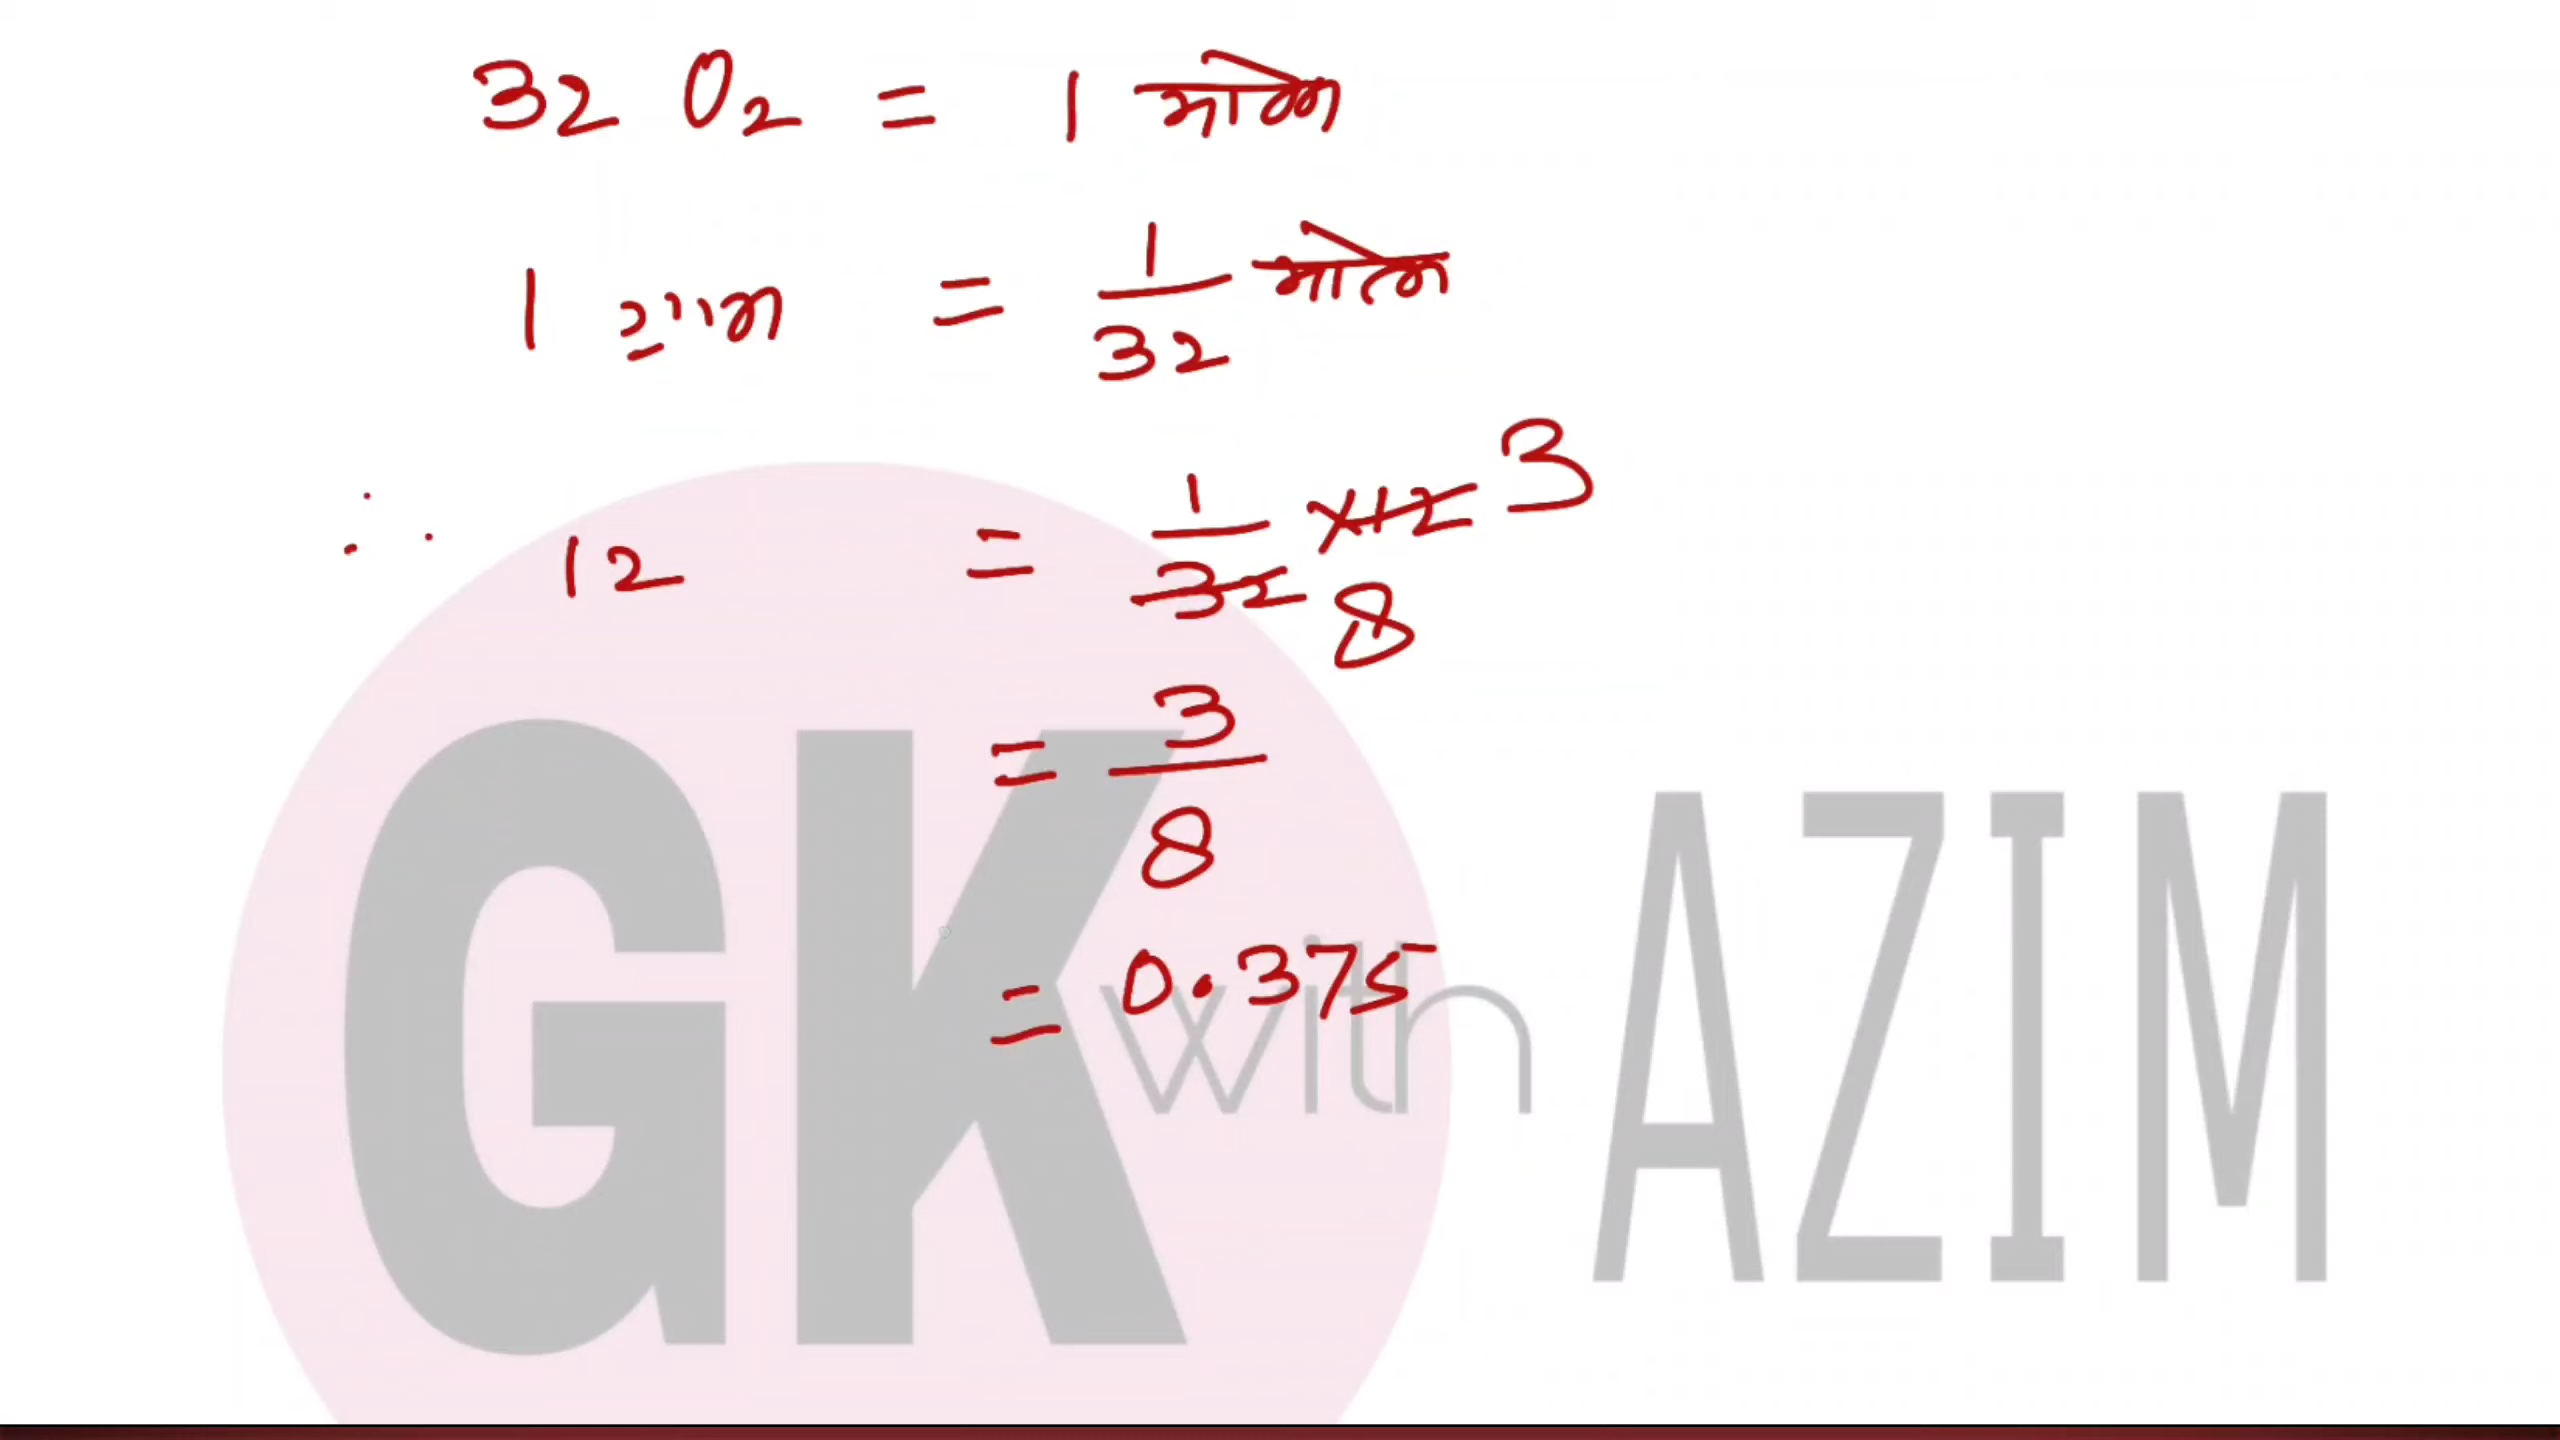 32 O₂ = 1 मोल
1 ग्राम = 1/32 मोल
∴ 12 = 1/32 × 12 3 8
= 3/8
= 0.375
GK with AZIM